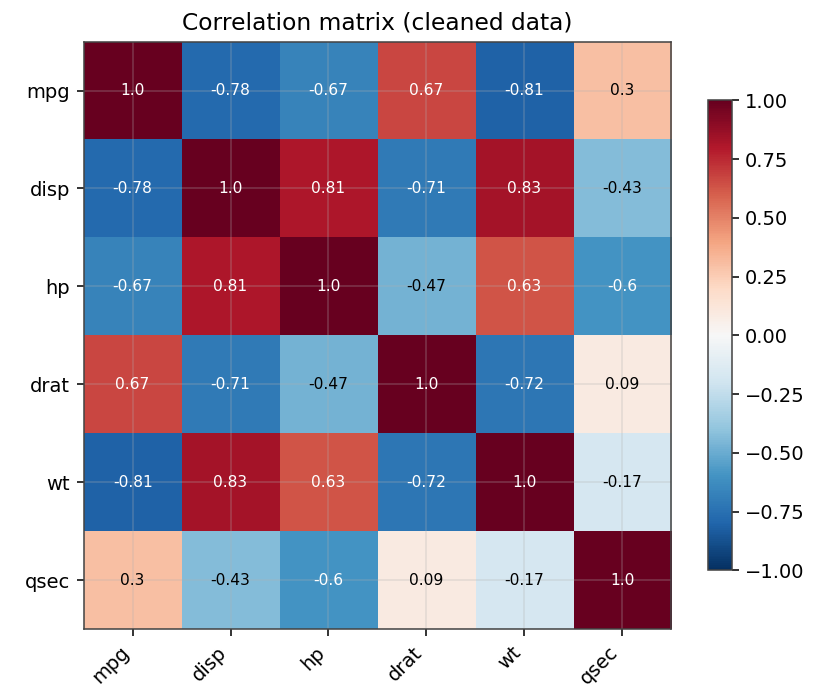 Correlation matrix (cleaned data)
mpg 1.0 -0.78 -0.67 0.67 -0.81 0.3
disp -0.78 1.0 0.81 -0.71 0.83 -0.43
hp -0.67 0.81 1.0 -0.47 0.63 -0.6
drat 0.67 -0.71 -0.47 1.0 -0.72 0.09
wt -0.81 0.83 0.63 -0.72 1.0 -0.17
qsec 0.3 -0.43 -0.6 0.09 -0.17 1.0
mpg disp hp drat wt qsec
1.00
0.75
0.50
0.25
0.00
−0.25
−0.50
−0.75
−1.00